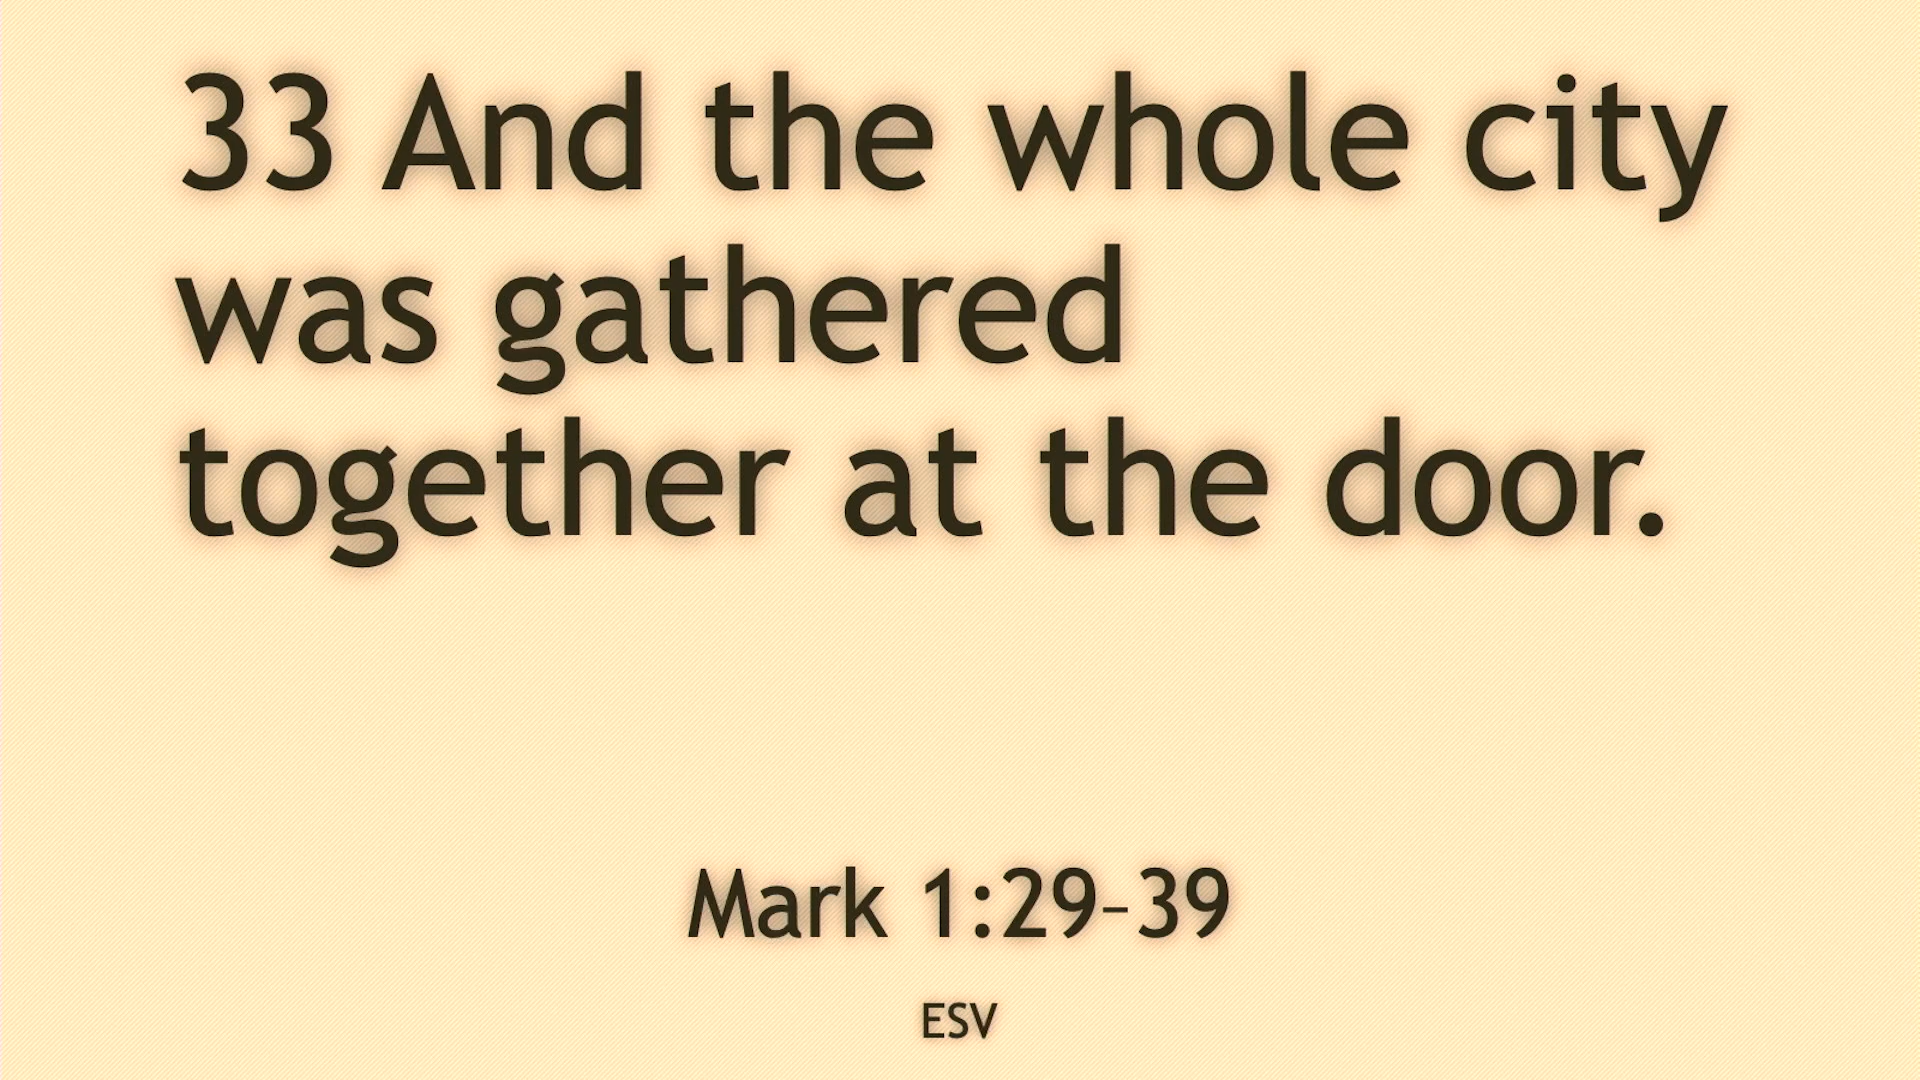 33 And the whole city
was gathered
together at the door.
Mark 1:29–39
ESV